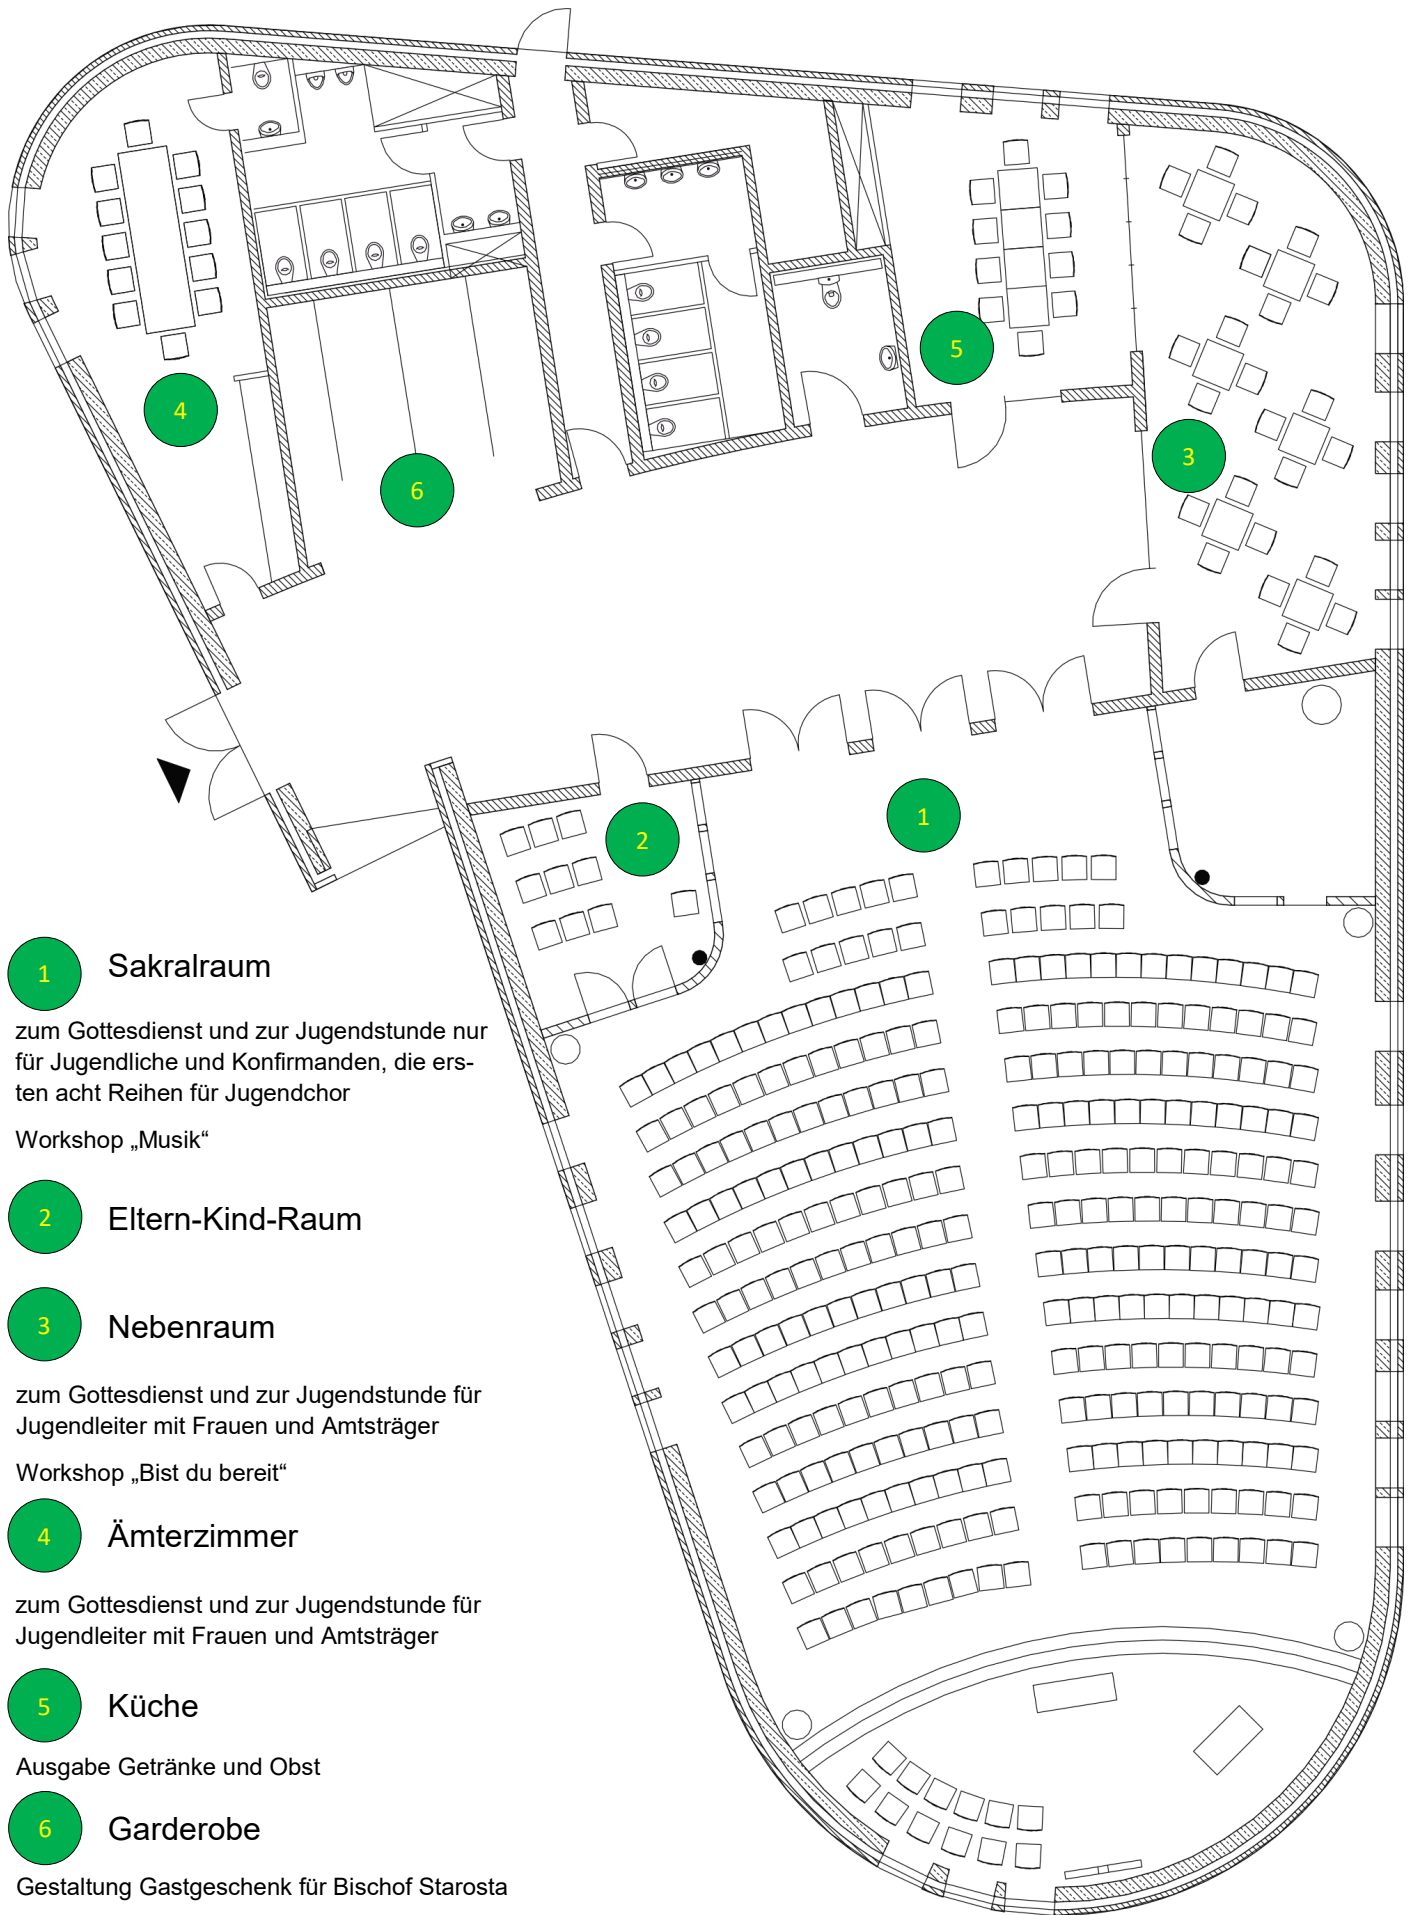 4
5
3
6
2
1
1 Sakralraum
zum Gottesdienst und zur Jugendstunde nur
für Jugendliche und Konfirmanden, die ers-
ten acht Reihen für Jugendchor
Workshop „Musik“
2 Eltern-Kind-Raum
3 Nebenraum
zum Gottesdienst und zur Jugendstunde für
Jugendleiter mit Frauen und Amtsträger
Workshop „Bist du bereit“
4 Ämterzimmer
zum Gottesdienst und zur Jugendstunde für
Jugendleiter mit Frauen und Amtsträger
5 Küche
Ausgabe Getränke und Obst
6 Garderobe
Gestaltung Gastgeschenk für Bischof Starosta